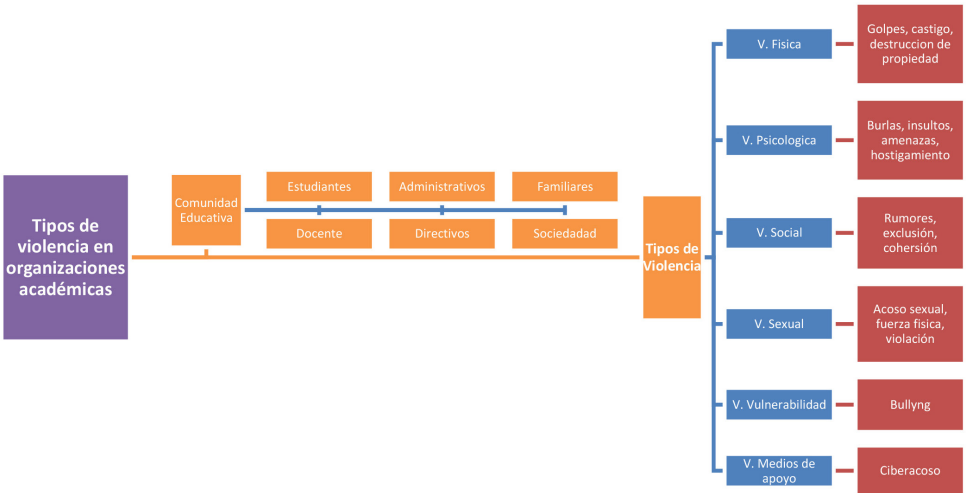 Tipos de
violencia en
organizaciones
académicas
Comunidad
Educativa
Estudiantes
Administrativos
Familiares
Docente
Directivos
Sociedadad
Tipos de
Violencia
V. Fisica
Golpes, castigo,
destruccion de
propiedad
V. Psicologica
Burlas, insultos,
amenazas,
hostigamiento
V. Social
Rumores,
exclusión,
cohersión
V. Sexual
Acoso sexual,
fuerza fisica,
violación
V. Vulnerabilidad
Bullyng
V. Medios de
apoyo
Ciberacoso